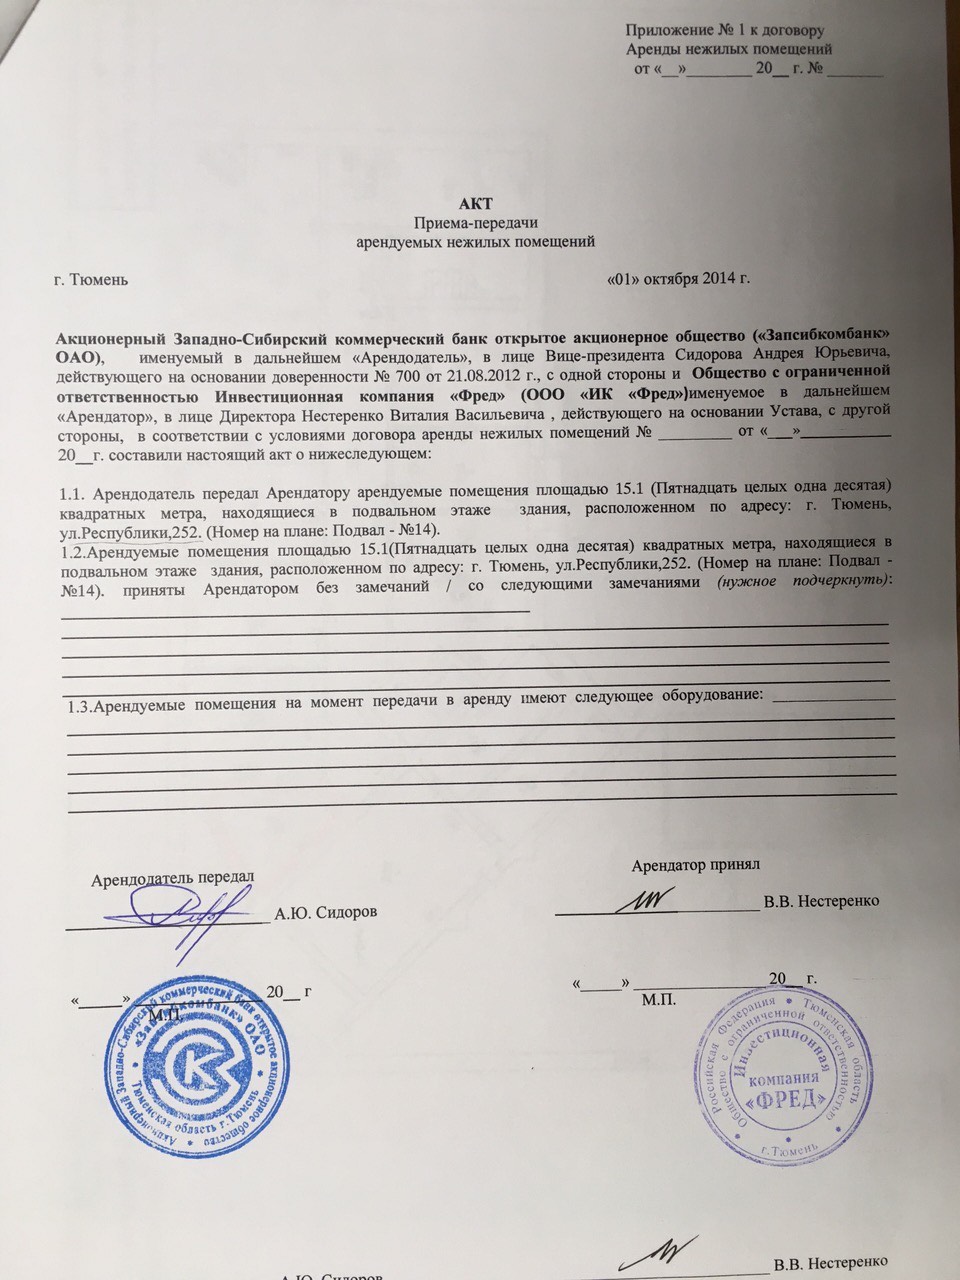 Приложение № 1 к договору
Аренды нежилых помещений
от «__»________ 20__ г. № _______
АКТ
Приема-передачи
арендуемых нежилых помещений
г. Тюмень «01» октября 2014 г.
Акционерный Западно-Сибирский коммерческий банк открытое акционерное общество («Запсибкомбанк»
ОАО), именуемый в дальнейшем «Арендодатель», в лице Вице-президента Сидорова Андрея Юрьевича,
действующего на основании доверенности № 700 от 21.08.2012 г., с одной стороны и Общество с ограниченной
ответственностью Инвестиционная компания «Фред» (ООО «ИК «Фред»)именуемое в дальнейшем
«Арендатор», в лице Директора Нестеренко Виталия Васильевича , действующего на основании Устава, с другой
стороны, в соответствии с условиями договора аренды нежилых помещений № _________ от «___»___________
20__г. составили настоящий акт о нижеследующем:
1.1. Арендодатель передал Арендатору арендуемые помещения площадью 15.1 (Пятнадцать целых одна десятая)
квадратных метра, находящиеся в подвальном этаже здания, расположенном по адресу: г. Тюмень,
ул.Республики,252. (Номер на плане: Подвал - №14).
1.2.Арендуемые помещения площадью 15.1(Пятнадцать целых одна десятая) квадратных метра, находящиеся в
подвальном этаже здания, расположенном по адресу: г. Тюмень, ул.Республики,252. (Номер на плане: Подвал -
№14). приняты Арендатором без замечаний / со следующими замечаниями (нужное подчеркнуть):
1.3.Арендуемые помещения на момент передачи в аренду имеют следующее оборудование: _______________
Арендодатель передал Арендатор принял
А.Ю. Сидоров В.В. Нестеренко
«_____» ________________ 20__ г «_____» ________________ 20__ г.
М.П. М.П.
Акционерный Западно-Сибирский коммерческий банк открытое акционерное общество
«Запсибкомбанк» ОАО
Тюменская область г.Тюмень
СК
Российская Федерация • Тюменская область
Общество с ограниченной ответственностью
Инвестиционная
компания
«ФРЕД»
г.Тюмень
А.Ю. Сидоров В.В. Нестеренко